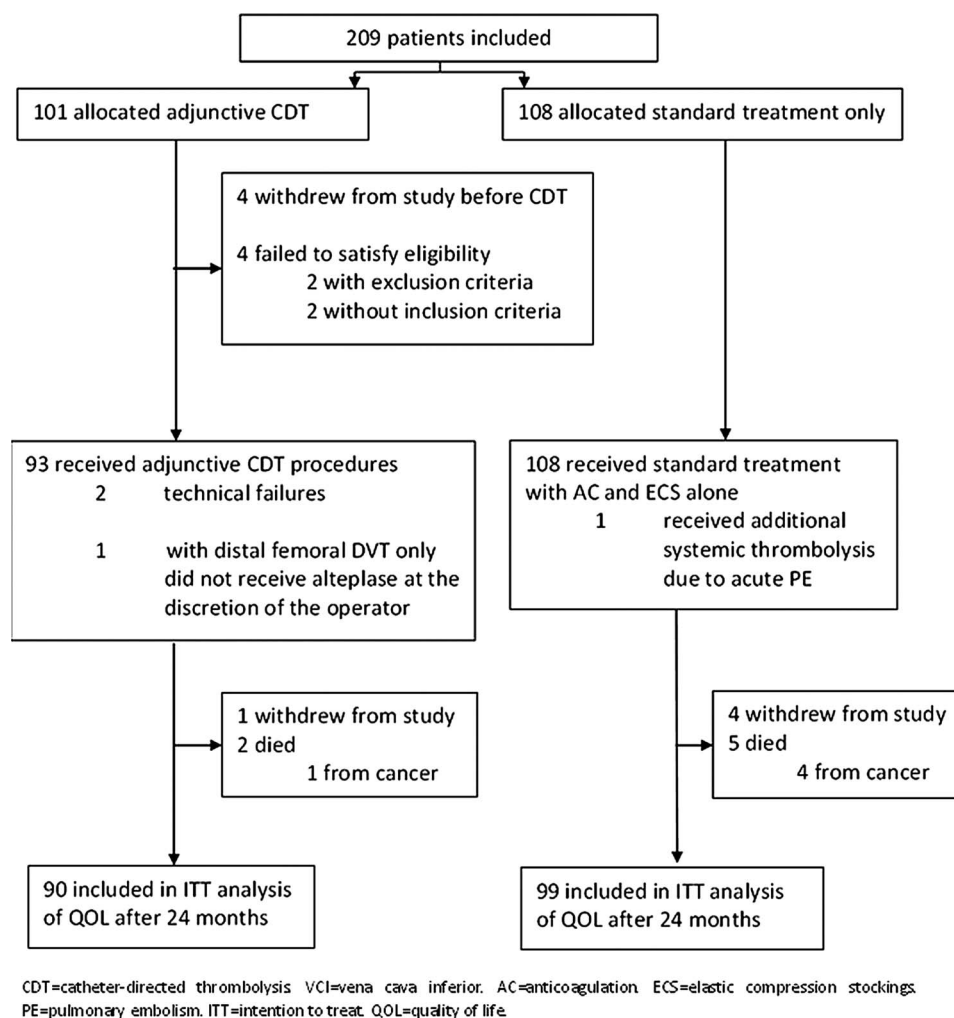 209 patients included
101 allocated adjunctive CDT
108 allocated standard treatment only
4 withdrew from study before CDT
4 failed to satisfy eligibility
2 with exclusion criteria
2 without inclusion criteria
93 received adjunctive CDT procedures
2 technical failures
1 with distal femoral DVT only
did not receive alteplase at the
discretion of the operator
108 received standard treatment
with AC and ECS alone
1 received additional
systemic thrombolysis
due to acute PE
1 withdrew from study
2 died
1 from cancer
4 withdrew from study
5 died
4 from cancer
90 included in ITT analysis
of QOL after 24 months
99 included in ITT analysis
of QOL after 24 months
CDT=catheter-directed thrombolysis. VCI=vena cava inferior. AC=anticoagulation. ECS=elastic compression stockings.
PE=pulmonary embolism. ITT=intention to treat. QOL=quality of life.